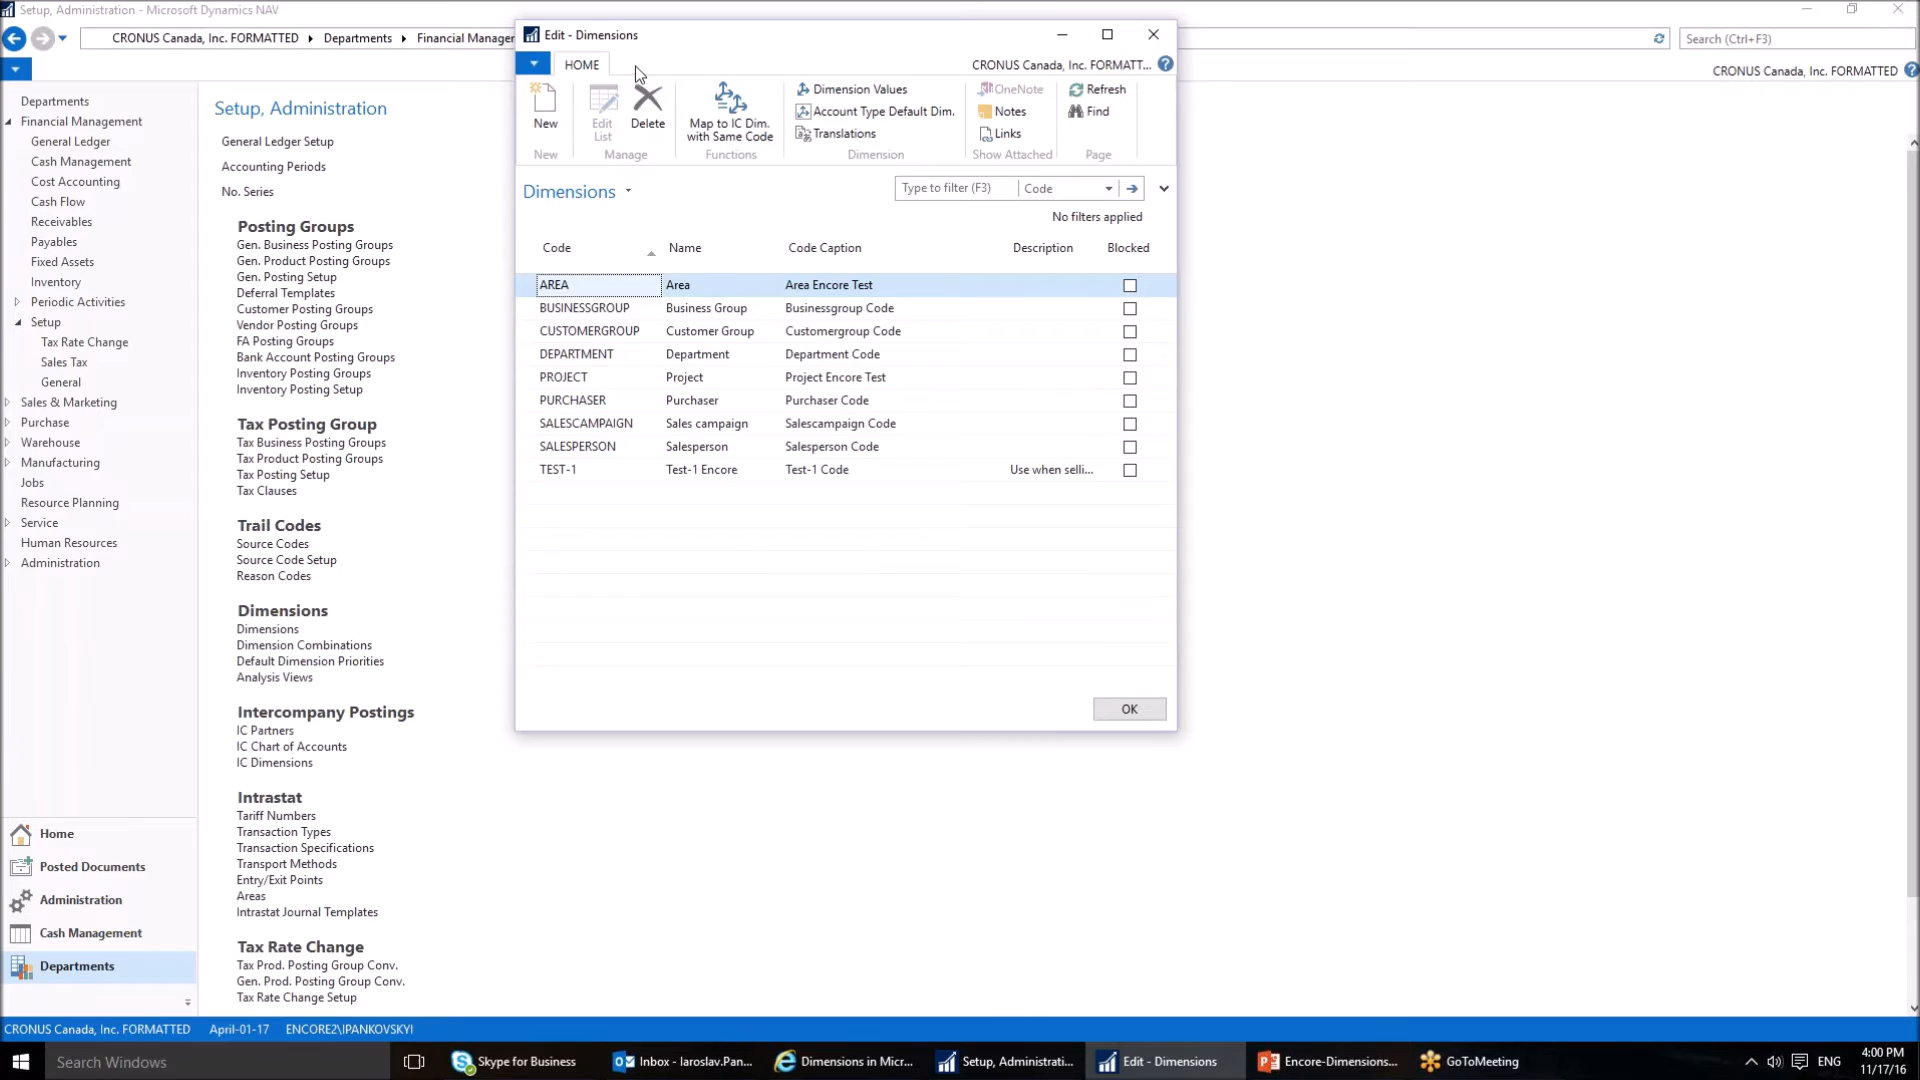 Setup, Administration - Microsoft Dynamics NAV
CRONUS Canada, Inc. FORMATTED
Departments
Financial Manager
Search (Ctrl+F3)
CRONUS Canada, Inc. FORMATTED
Departments
Financial Management
General Ledger
Cash Management
Cost Accounting
Cash Flow
Receivables
Payables
Fixed Assets
Inventory
Periodic Activities
Setup
Tax Rate Change
Sales Tax
General
Sales & Marketing
Purchase
Warehouse
Manufacturing
Jobs
Resource Planning
Service
Human Resources
Administration
Home
Posted Documents
Administration
Cash Management
Departments
Setup, Administration
General Ledger Setup
Accounting Periods
No. Series
Posting Groups
Gen. Business Posting Groups
Gen. Product Posting Groups
Gen. Posting Setup
Deferral Templates
Customer Posting Groups
Vendor Posting Groups
FA Posting Groups
Bank Account Posting Groups
Inventory Posting Groups
Inventory Posting Setup
Tax Posting Group
Tax Business Posting Groups
Tax Product Posting Groups
Tax Posting Setup
Tax Clauses
Trail Codes
Source Codes
Source Code Setup
Reason Codes
Dimensions
Dimensions
Dimension Combinations
Default Dimension Priorities
Analysis Views
Intercompany Postings
IC Partners
IC Chart of Accounts
IC Dimensions
Intrastat
Tariff Numbers
Transaction Types
Transaction Specifications
Transport Methods
Entry/Exit Points
Areas
Intrastat Journal Templates
Tax Rate Change
Tax Prod. Posting Group Conv.
Gen. Prod. Posting Group Conv.
Tax Rate Change Setup
Edit - Dimensions
HOME
CRONUS Canada, Inc. FORMATT...
New
Edit List
Delete
Map to IC Dim. with Same Code
Dimension Values
Account Type Default Dim.
Translations
OneNote
Notes
Links
Refresh
Find
New
Manage
Functions
Dimension
Show Attached
Page
Dimensions
Type to filter (F3)
Code
No filters applied
Code Name Code Caption Description Blocked
AREA Area Area Encore Test
BUSINESSGROUP Business Group Businessgroup Code
CUSTOMERGROUP Customer Group Customergroup Code
DEPARTMENT Department Department Code
PROJECT Project Project Encore Test
PURCHASER Purchaser Purchaser Code
SALESCAMPAIGN Sales campaign Salescampaign Code
SALESPERSON Salesperson Salesperson Code
TEST-1 Test-1 Encore Test-1 Code Use when selli...
OK
CRONUS Canada, Inc. FORMATTED April-01-17 ENCORE2\IPANKOVSKYI
Search Windows
Skype for Business
Inbox - Iaroslav.Pan...
Dimensions in Micr...
Setup, Administrati...
Edit - Dimensions
Encore-Dimensions...
GoToMeeting
ENG
4:00 PM
11/17/16